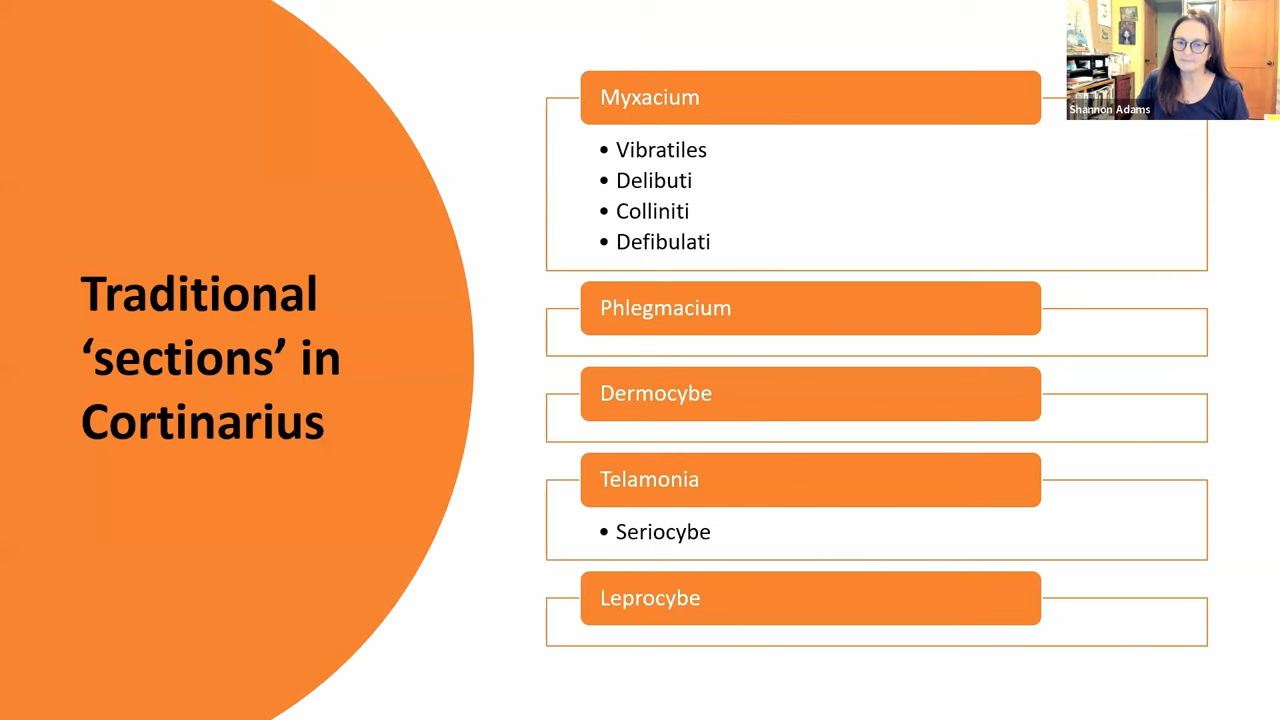 Traditional
‘sections’ in
Cortinarius
Myxacium
• Vibratiles
• Delibuti
• Colliniti
• Defibulati
Phlegmacium
Dermocybe
Telamonia
• Seriocybe
Leprocybe
Shannon Adams